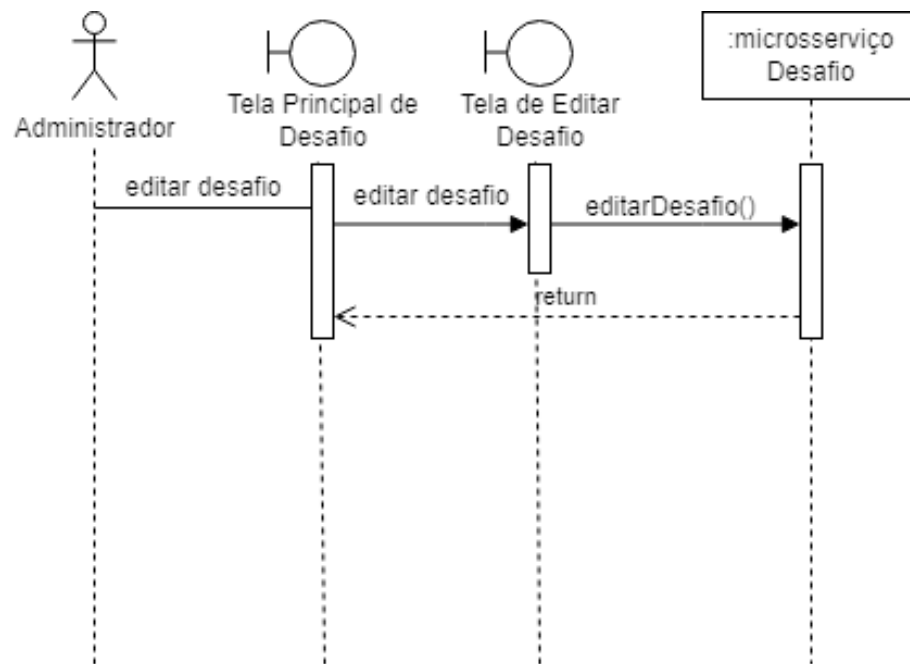 :microsserviço
Desafio
Tela Principal de
Desafio
Tela de Editar
Desafio
Administrador
editar desafio
editar desafio
editarDesafio()
return